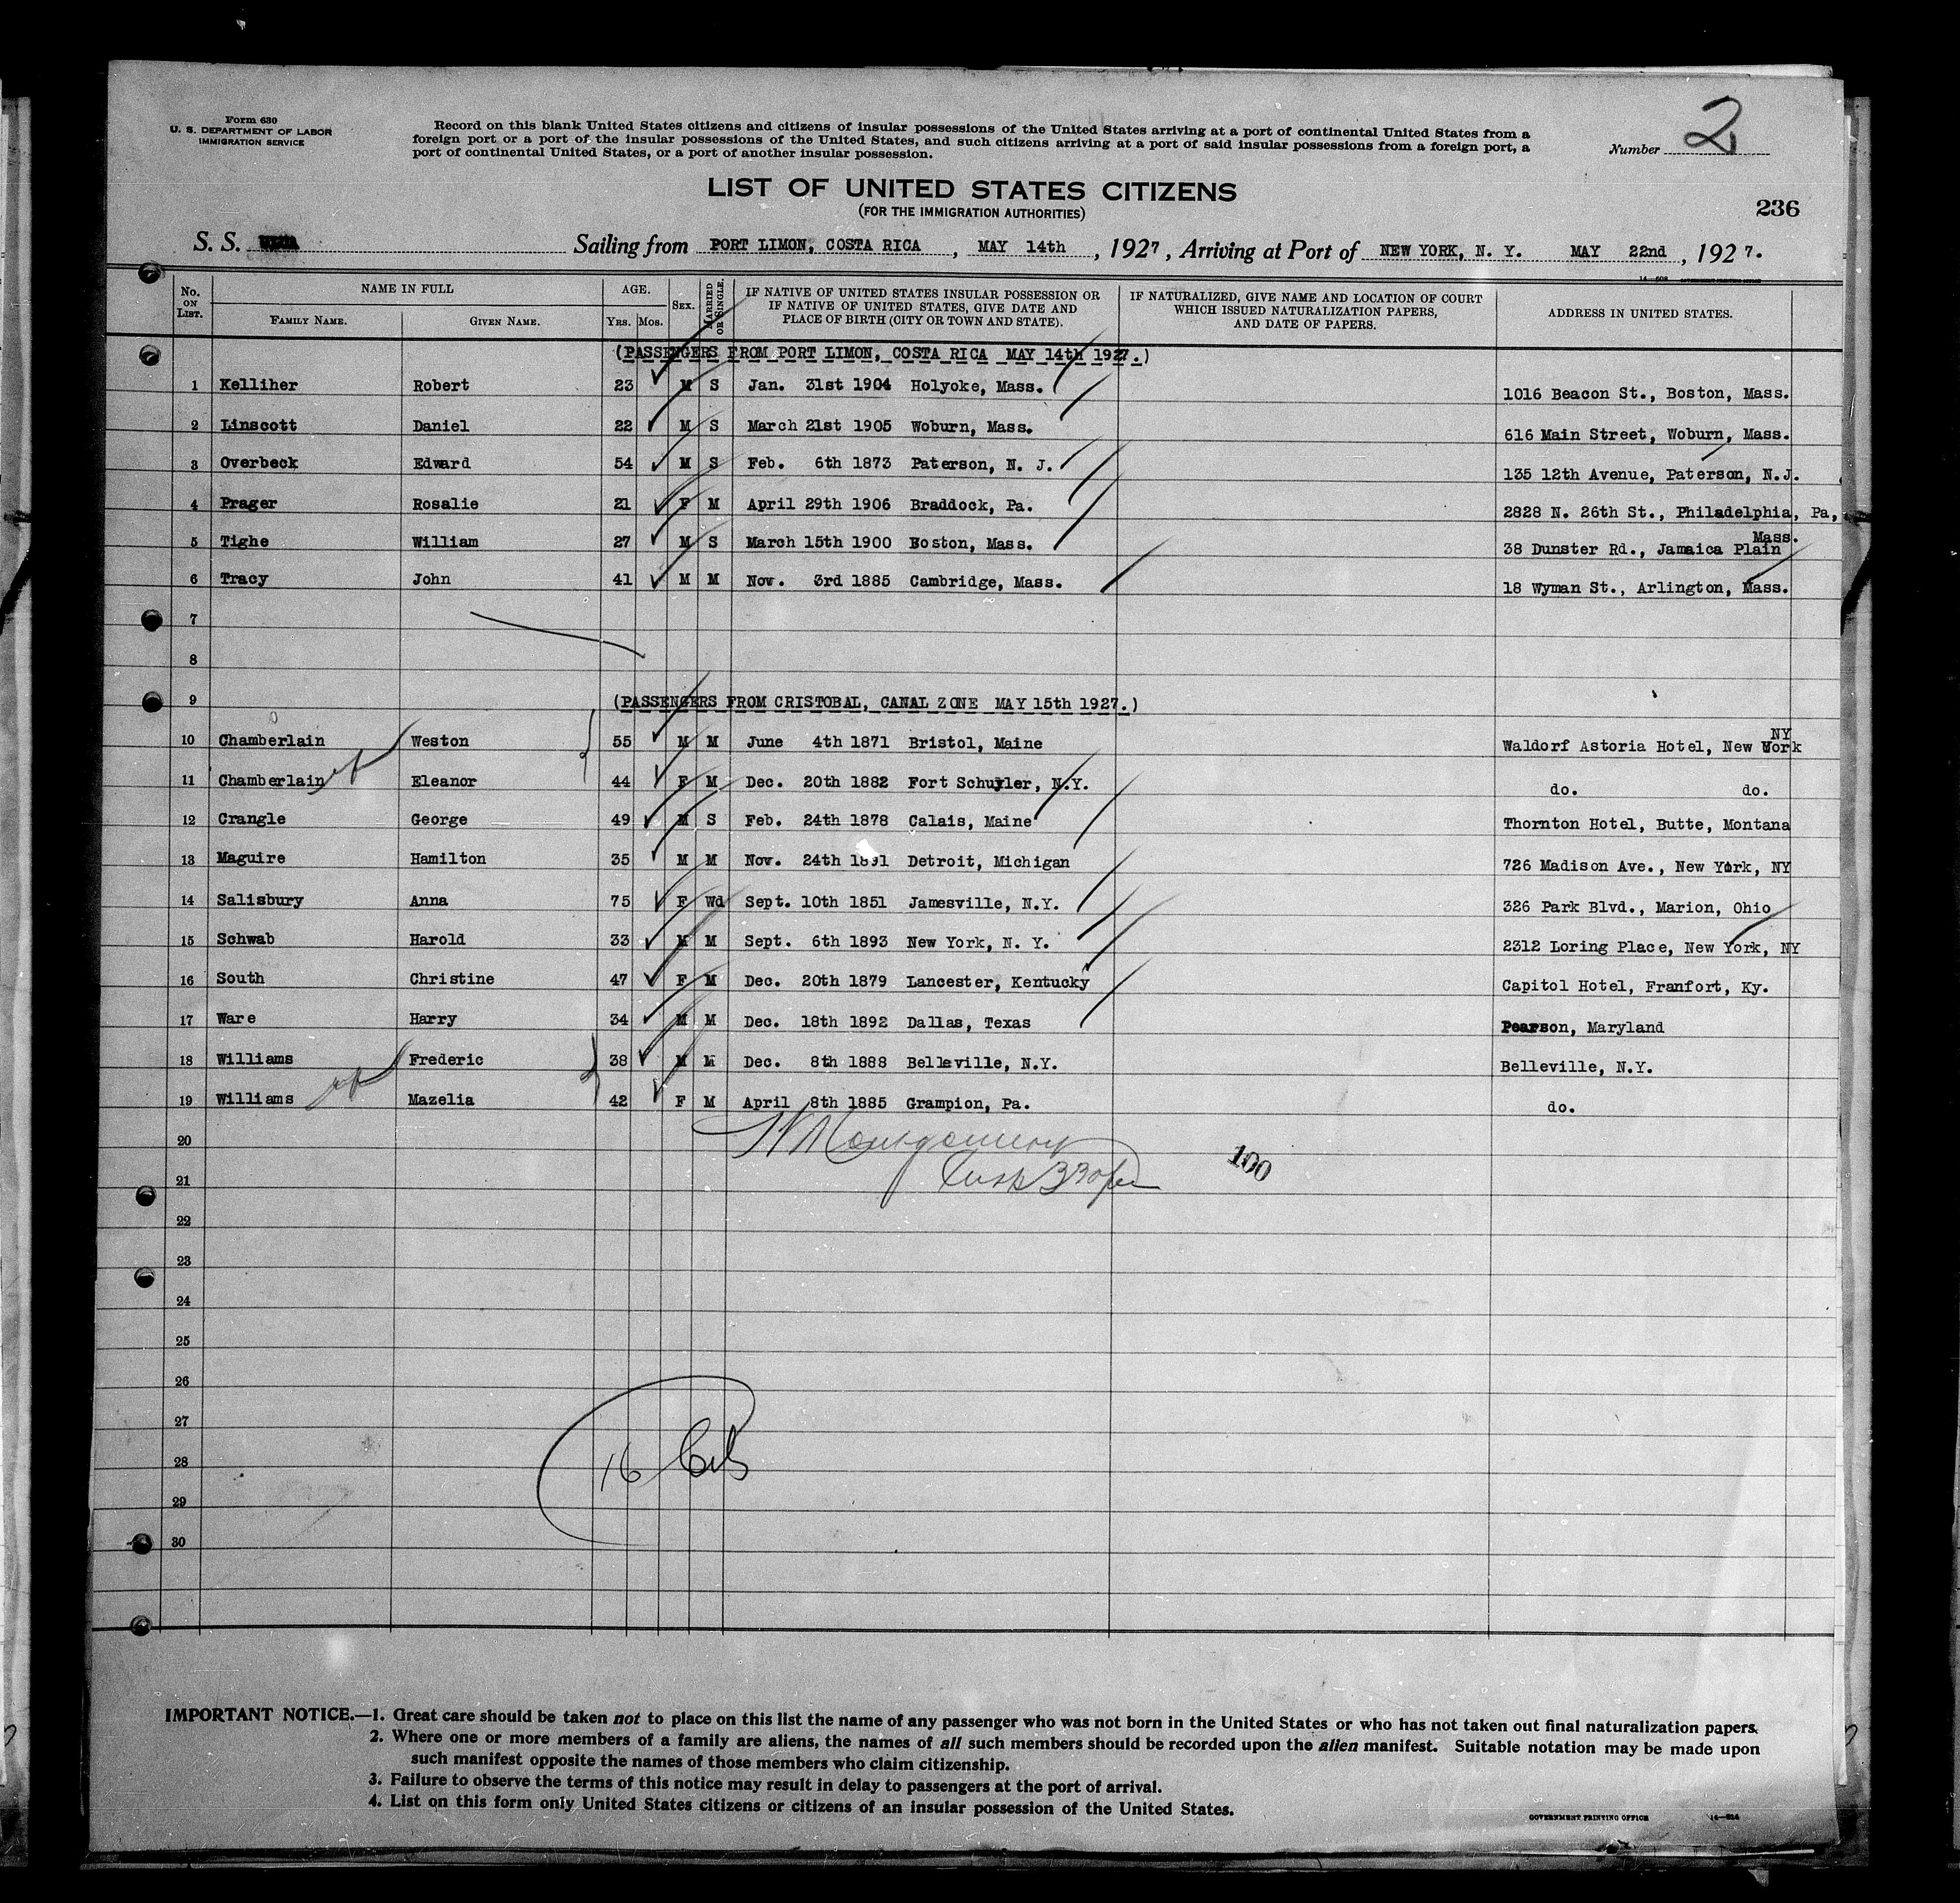 Form 630
U. S. DEPARTMENT OF LABOR
IMMIGRATION SERVICE
Record on this blank United States citizens and citizens of insular possessions of the United States arriving at a port of continental United States from a
foreign port or a port of the insular possessions of the United States, and such citizens arriving at a port of said insular possessions from a foreign port, a
port of continental United States, or a port of another insular possession.
Number 2
LIST OF UNITED STATES CITIZENS
(FOR THE IMMIGRATION AUTHORITIES)
236
S. S. Sailing from PORT LIMON, COSTA RICA, MAY 14th, 1927, Arriving at Port of NEW YORK, N. Y. MAY 22nd, 1927.
No. ON LIST. NAME IN FULL FAMILY NAME. GIVEN NAME. AGE. YRS. MOS. SEX. MARRIED OR SINGLE. IF NATIVE OF UNITED STATES INSULAR POSSESSION OR IF NATIVE OF UNITED STATES, GIVE DATE AND PLACE OF BIRTH (CITY OR TOWN AND STATE). IF NATURALIZED, GIVE NAME AND LOCATION OF COURT WHICH ISSUED NATURALIZATION PAPERS, AND DATE OF PAPERS. ADDRESS IN UNITED STATES.
(PASSENGERS FROM PORT LIMON, COSTA RICA MAY 14th 1927.)
1 Kelliher Robert 23 M S Jan. 31st 1904 Holyoke, Mass. 1016 Beacon St., Boston, Mass.
2 Linscott Daniel 22 M S March 21st 1905 Woburn, Mass. 616 Main Street, Woburn, Mass.
3 Overbeck Edward 54 M S Feb. 6th 1873 Paterson, N. J. 135 12th Avenue, Paterson, N.J.
4 Prager Rosalie 21 F M April 29th 1906 Braddock, Pa. 2828 N. 26th St., Philadelphia, Pa,
5 Tighe William 27 M S March 15th 1900 Boston, Mass. 38 Dunster Rd., Jamaica Plain Mass.
6 Tracy John 41 M M Nov. 3rd 1885 Cambridge, Mass. 18 Wyman St., Arlington, Mass.
7
8
9 (PASSENGERS FROM CRISTOBAL, CANAL ZONE MAY 15th 1927.)
10 Chamberlain Weston 55 M M June 4th 1871 Bristol, Maine Waldorf Astoria Hotel, New York NY
11 Chamberlain Eleanor 44 F M Dec. 20th 1882 Fort Schuyler, N.Y. do. do.
12 Crangle George 49 M S Feb. 24th 1878 Calais, Maine Thornton Hotel, Butte, Montana
13 Maguire Hamilton 35 M M Nov. 24th 1891 Detroit, Michigan 726 Madison Ave., New York, NY
14 Salisbury Anna 75 F Wd Sept. 10th 1851 Jamesville, N.Y. 326 Park Blvd., Marion, Ohio
15 Schwab Harold 33 M M Sept. 6th 1893 New York, N. Y. 2312 Loring Place, New York, NY
16 South Christine 47 F M Dec. 20th 1879 Lancester, Kentucky Capitol Hotel, Franfort, Ky.
17 Ware Harry 34 M M Dec. 18th 1892 Dallas, Texas Pearson, Maryland
18 Williams Frederic 38 M M Dec. 8th 1888 Belleville, N.Y. Belleville, N.Y.
19 Williams Mazelia 42 F M April 8th 1885 Grampion, Pa. do.
20 Montgomery
21 100
22
23
24
25
26
27
28 16
29
30
IMPORTANT NOTICE.—1. Great care should be taken not to place on this list the name of any passenger who was not born in the United States or who has not taken out final naturalization papers.
2. Where one or more members of a family are aliens, the names of all such members should be recorded upon the alien manifest. Suitable notation may be made upon
such manifest opposite the names of those members who claim citizenship.
3. Failure to observe the terms of this notice may result in delay to passengers at the port of arrival.
4. List on this form only United States citizens or citizens of an insular possession of the United States.
GOVERNMENT PRINTING OFFICE